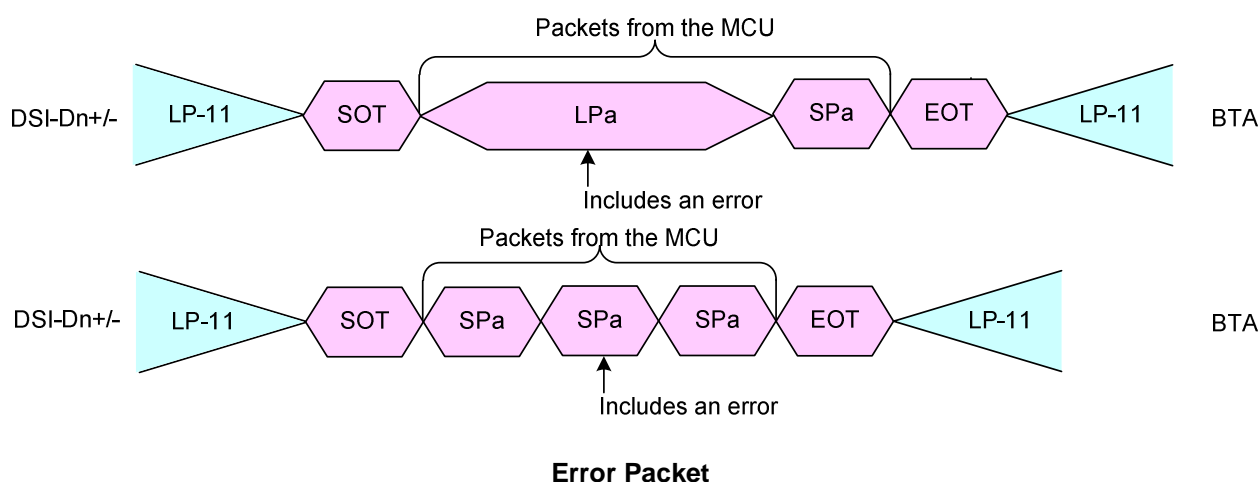 Packets from the MCU
DSI-Dn+/- LP-11 SOT LPa SPa EOT LP-11 BTA
Includes an error
Packets from the MCU
DSI-Dn+/- LP-11 SOT SPa SPa SPa EOT LP-11 BTA
Includes an error
Error Packet